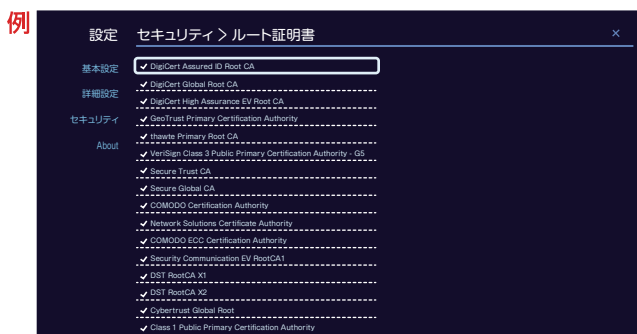 例
設定 セキュリティ > ルート証明書 ×
基本設定
詳細設定
セキュリティ
About
✓ DigiCert Assured ID Root CA
✓ DigiCert Global Root CA
✓ DigiCert High Assurance EV Root CA
✓ GeoTrust Primary Certification Authority
✓ thawte Primary Root CA
✓ VeriSign Class 3 Public Primary Certification Authority - G5
✓ Secure Trust CA
✓ Secure Global CA
✓ COMODO Certification Authority
✓ Network Solutions Certificate Authority
✓ COMODO ECC Certification Authority
✓ Security Communication EV RootCA1
✓ DST RootCA X1
✓ DST RootCA X2
✓ Cybertrust Global Root
✓ Class 1 Public Primary Certification Authority